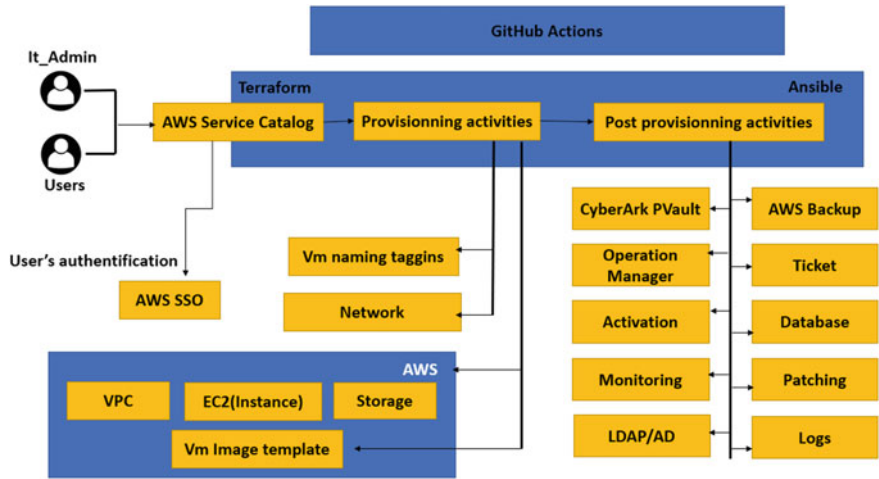 GitHub Actions
It_Admin
Terraform
Ansible
AWS Service Catalog
Provisionning activities
Post provisionning activities
Users
CyberArk PVault
AWS Backup
User's authentification
Vm naming taggins
Operation
Manager
Ticket
AWS SSO
Network
Activation
Database
AWS
VPC
EC2(Instance)
Storage
Monitoring
Patching
Vm Image template
LDAP/AD
Logs